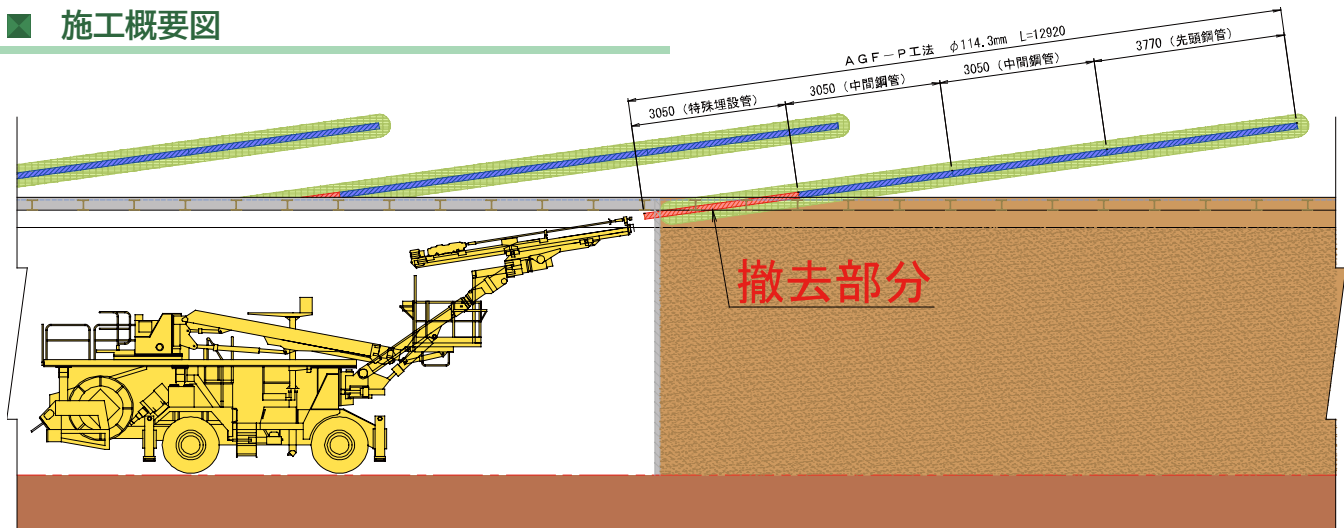 施工概要図
AGF-P工法 φ114.3mm L=12920
3050(特殊埋設管)
3050(中間鋼管)
3050(中間鋼管)
3770(先頭鋼管)
撤去部分